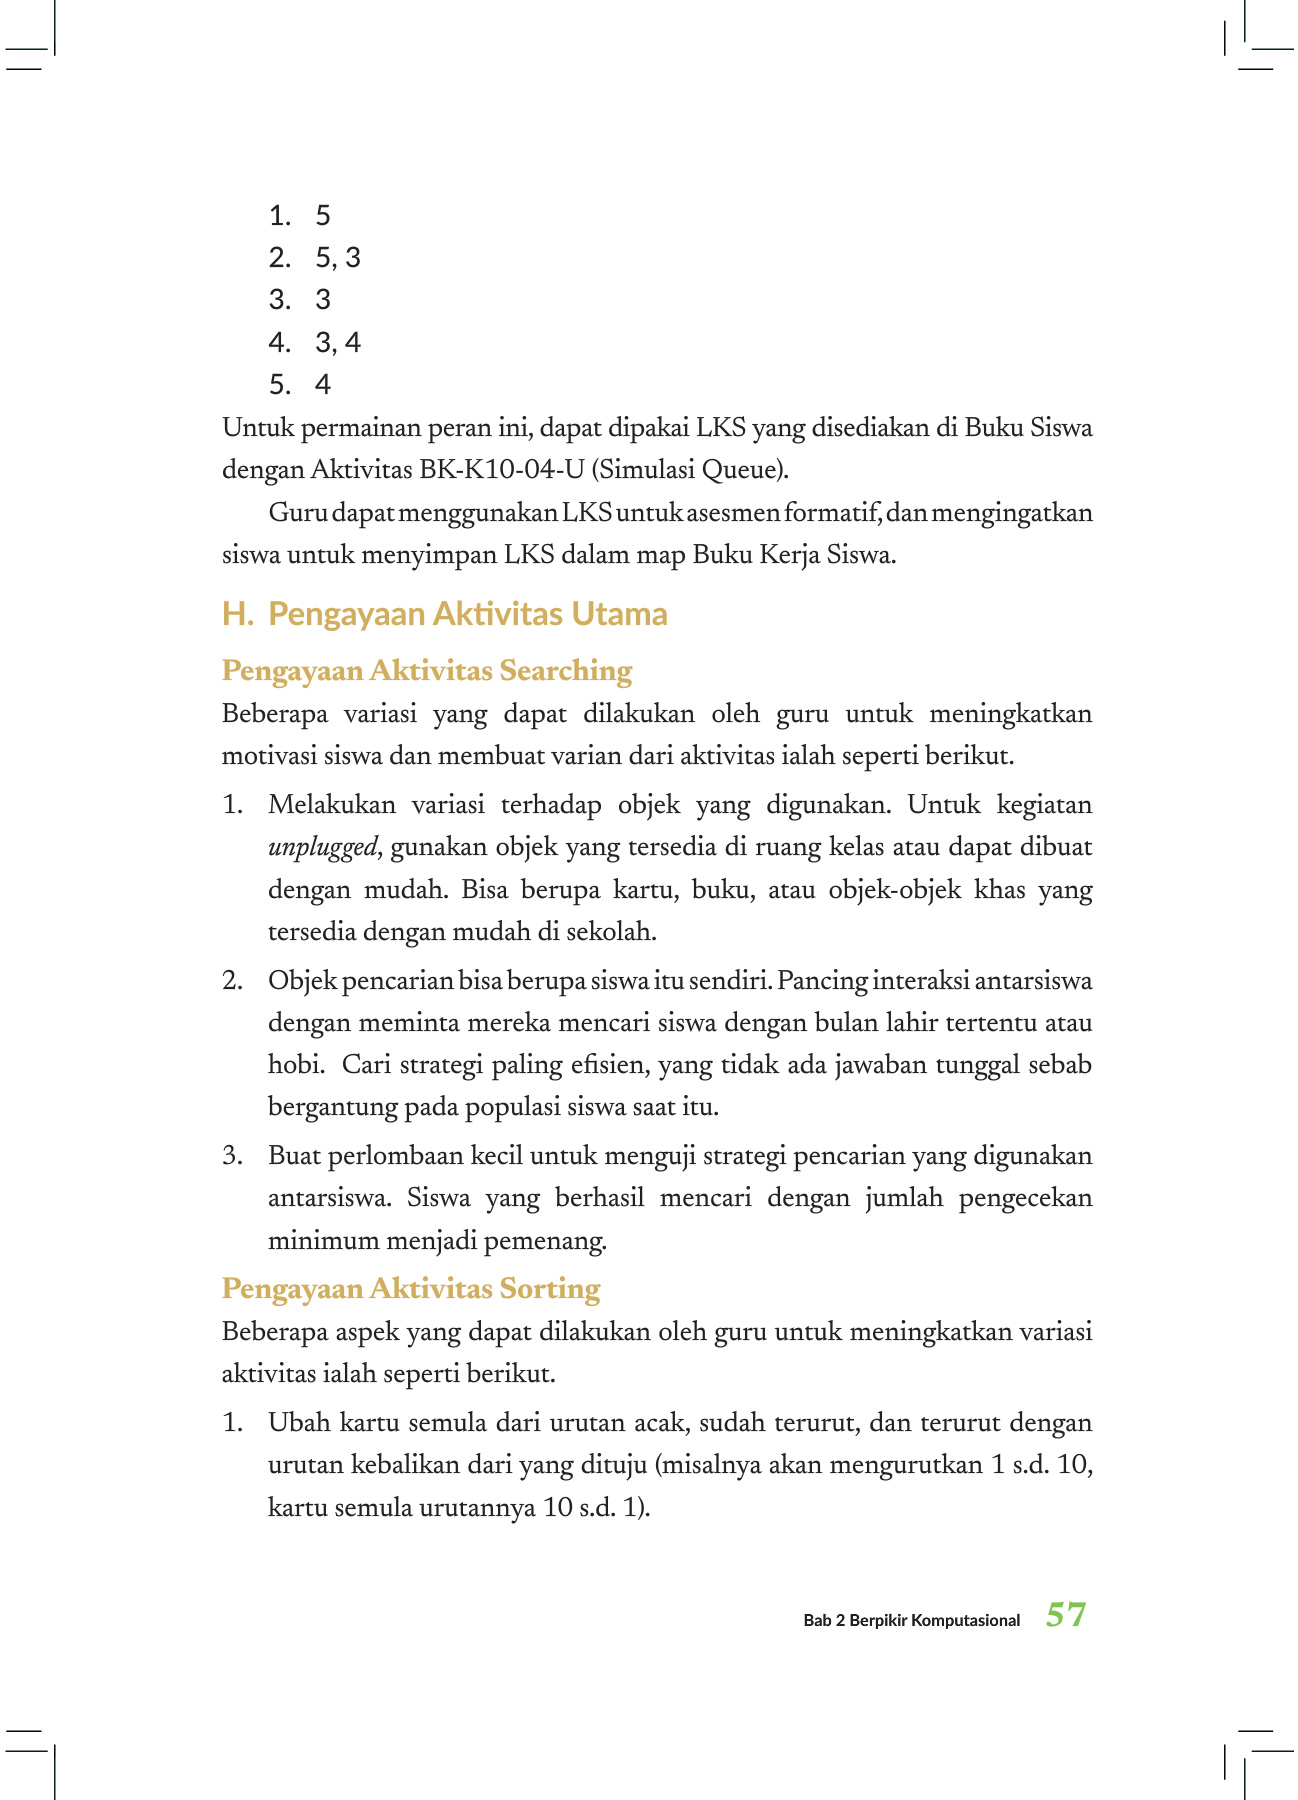 1. 5
2. 5, 3
3. 3
4. 3, 4
5. 4
Untuk permainan peran ini, dapat dipakai LKS yang disediakan di Buku Siswa
dengan Aktivitas BK-K10-04-U (Simulasi Queue).
Guru dapat menggunakan LKS untuk asesmen formatif, dan mengingatkan
siswa untuk menyimpan LKS dalam map Buku Kerja Siswa.
H. Pengayaan Aktivitas Utama
Pengayaan Aktivitas Searching
Beberapa variasi yang dapat dilakukan oleh guru untuk meningkatkan
motivasi siswa dan membuat varian dari aktivitas ialah seperti berikut.
1. Melakukan variasi terhadap objek yang digunakan. Untuk kegiatan
unplugged, gunakan objek yang tersedia di ruang kelas atau dapat dibuat
dengan mudah. Bisa berupa kartu, buku, atau objek-objek khas yang
tersedia dengan mudah di sekolah.
2. Objek pencarian bisa berupa siswa itu sendiri. Pancing interaksi antarsiswa
dengan meminta mereka mencari siswa dengan bulan lahir tertentu atau
hobi. Cari strategi paling efisien, yang tidak ada jawaban tunggal sebab
bergantung pada populasi siswa saat itu.
3. Buat perlombaan kecil untuk menguji strategi pencarian yang digunakan
antarsiswa. Siswa yang berhasil mencari dengan jumlah pengecekan
minimum menjadi pemenang.
Pengayaan Aktivitas Sorting
Beberapa aspek yang dapat dilakukan oleh guru untuk meningkatkan variasi
aktivitas ialah seperti berikut.
1. Ubah kartu semula dari urutan acak, sudah terurut, dan terurut dengan
urutan kebalikan dari yang dituju (misalnya akan mengurutkan 1 s.d. 10,
kartu semula urutannya 10 s.d. 1).
Bab 2 Berpikir Komputasional 57